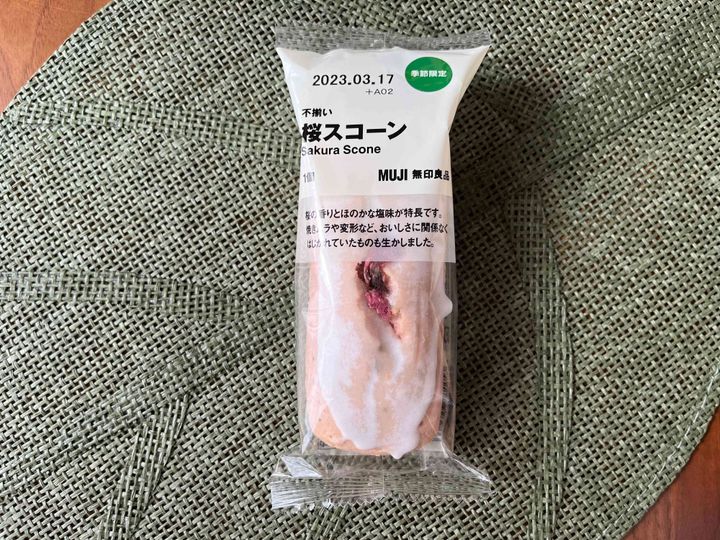 2023.03.17
+A02
季節限定
不揃い
桜スコーン
Sakura Scone
1個
MUJI 無印良品
桜の香りとほのかな塩味が特長です。
焼きムラや変形など、おいしさに関係なく
はじかれていたものも生かしました。